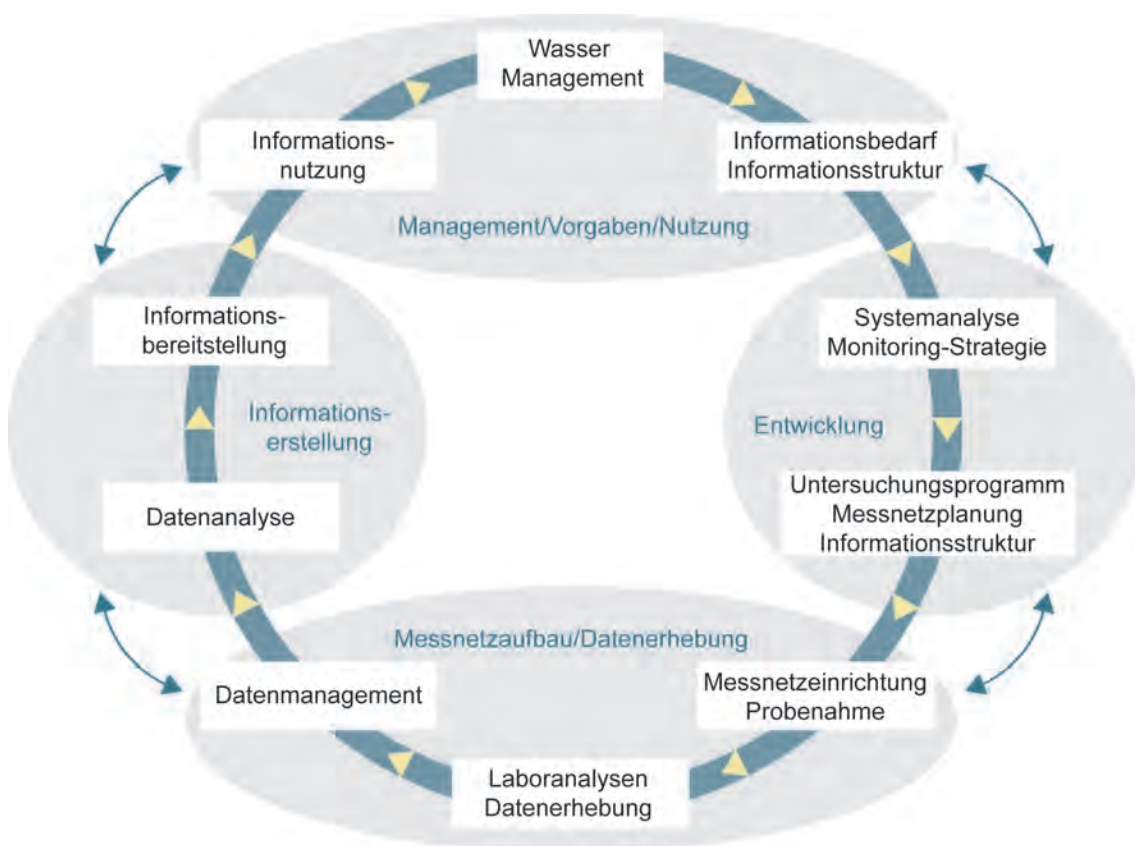 Wasser
Management
Informations-
nutzung
Informationsbedarf
Informationsstruktur
Management/Vorgaben/Nutzung
Informations-
bereitstellung
Systemanalyse
Monitoring-Strategie
Informations-
erstellung
Entwicklung
Datenanalyse
Untersuchungsprogramm
Messnetzplanung
Informationsstruktur
Messnetzaufbau/Datenerhebung
Datenmanagement
Messnetzeinrichtung
Probenahme
Laboranalysen
Datenerhebung